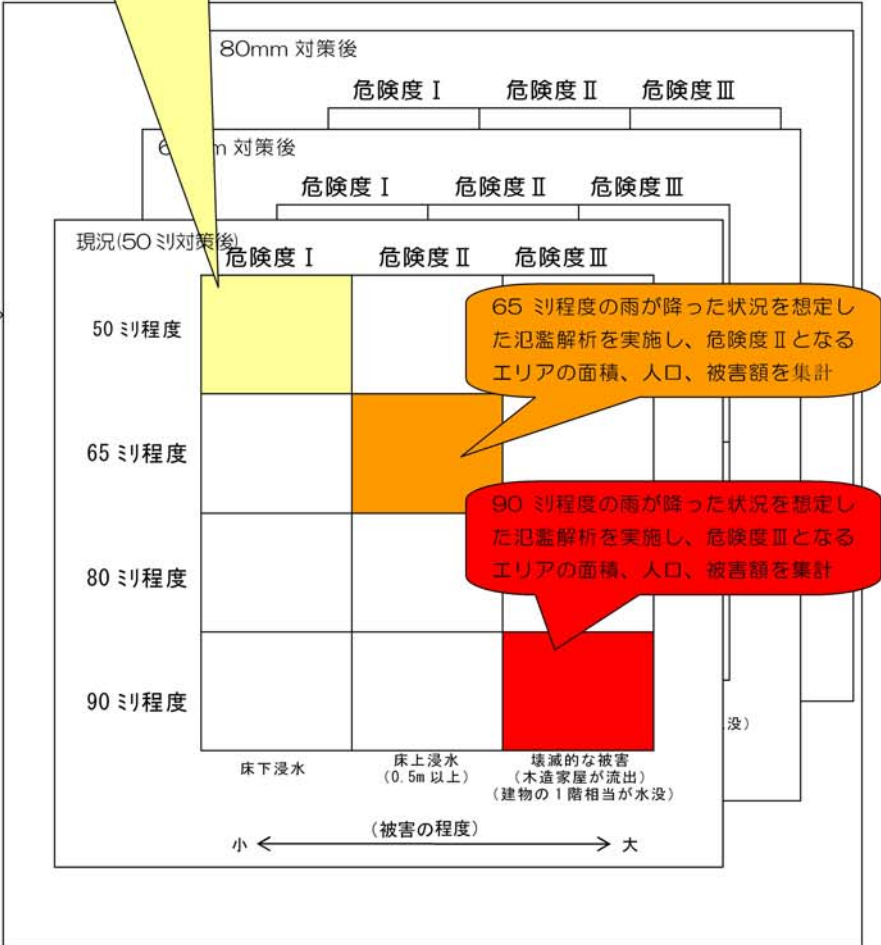 80mm 対策後
危険度Ⅰ 危険度Ⅱ 危険度Ⅲ
対策後
危険度Ⅰ 危険度Ⅱ 危険度Ⅲ
現況(50ミリ対策後)
危険度Ⅰ 危険度Ⅱ 危険度Ⅲ
50ミリ程度
65 ミリ程度の雨が降った状況を想定し
た氾濫解析を実施し、危険度Ⅱとなる
エリアの面積、人口、被害額を集計
65ミリ程度
90 ミリ程度の雨が降った状況を想定し
た氾濫解析を実施し、危険度Ⅲとなる
エリアの面積、人口、被害額を集計
80ミリ程度
90ミリ程度
没)
床下浸水
床上浸水
(0.5m以上)
壊滅的な被害
(木造家屋が流出)
(建物の1階相当が水没)
(被害の程度)
小 大